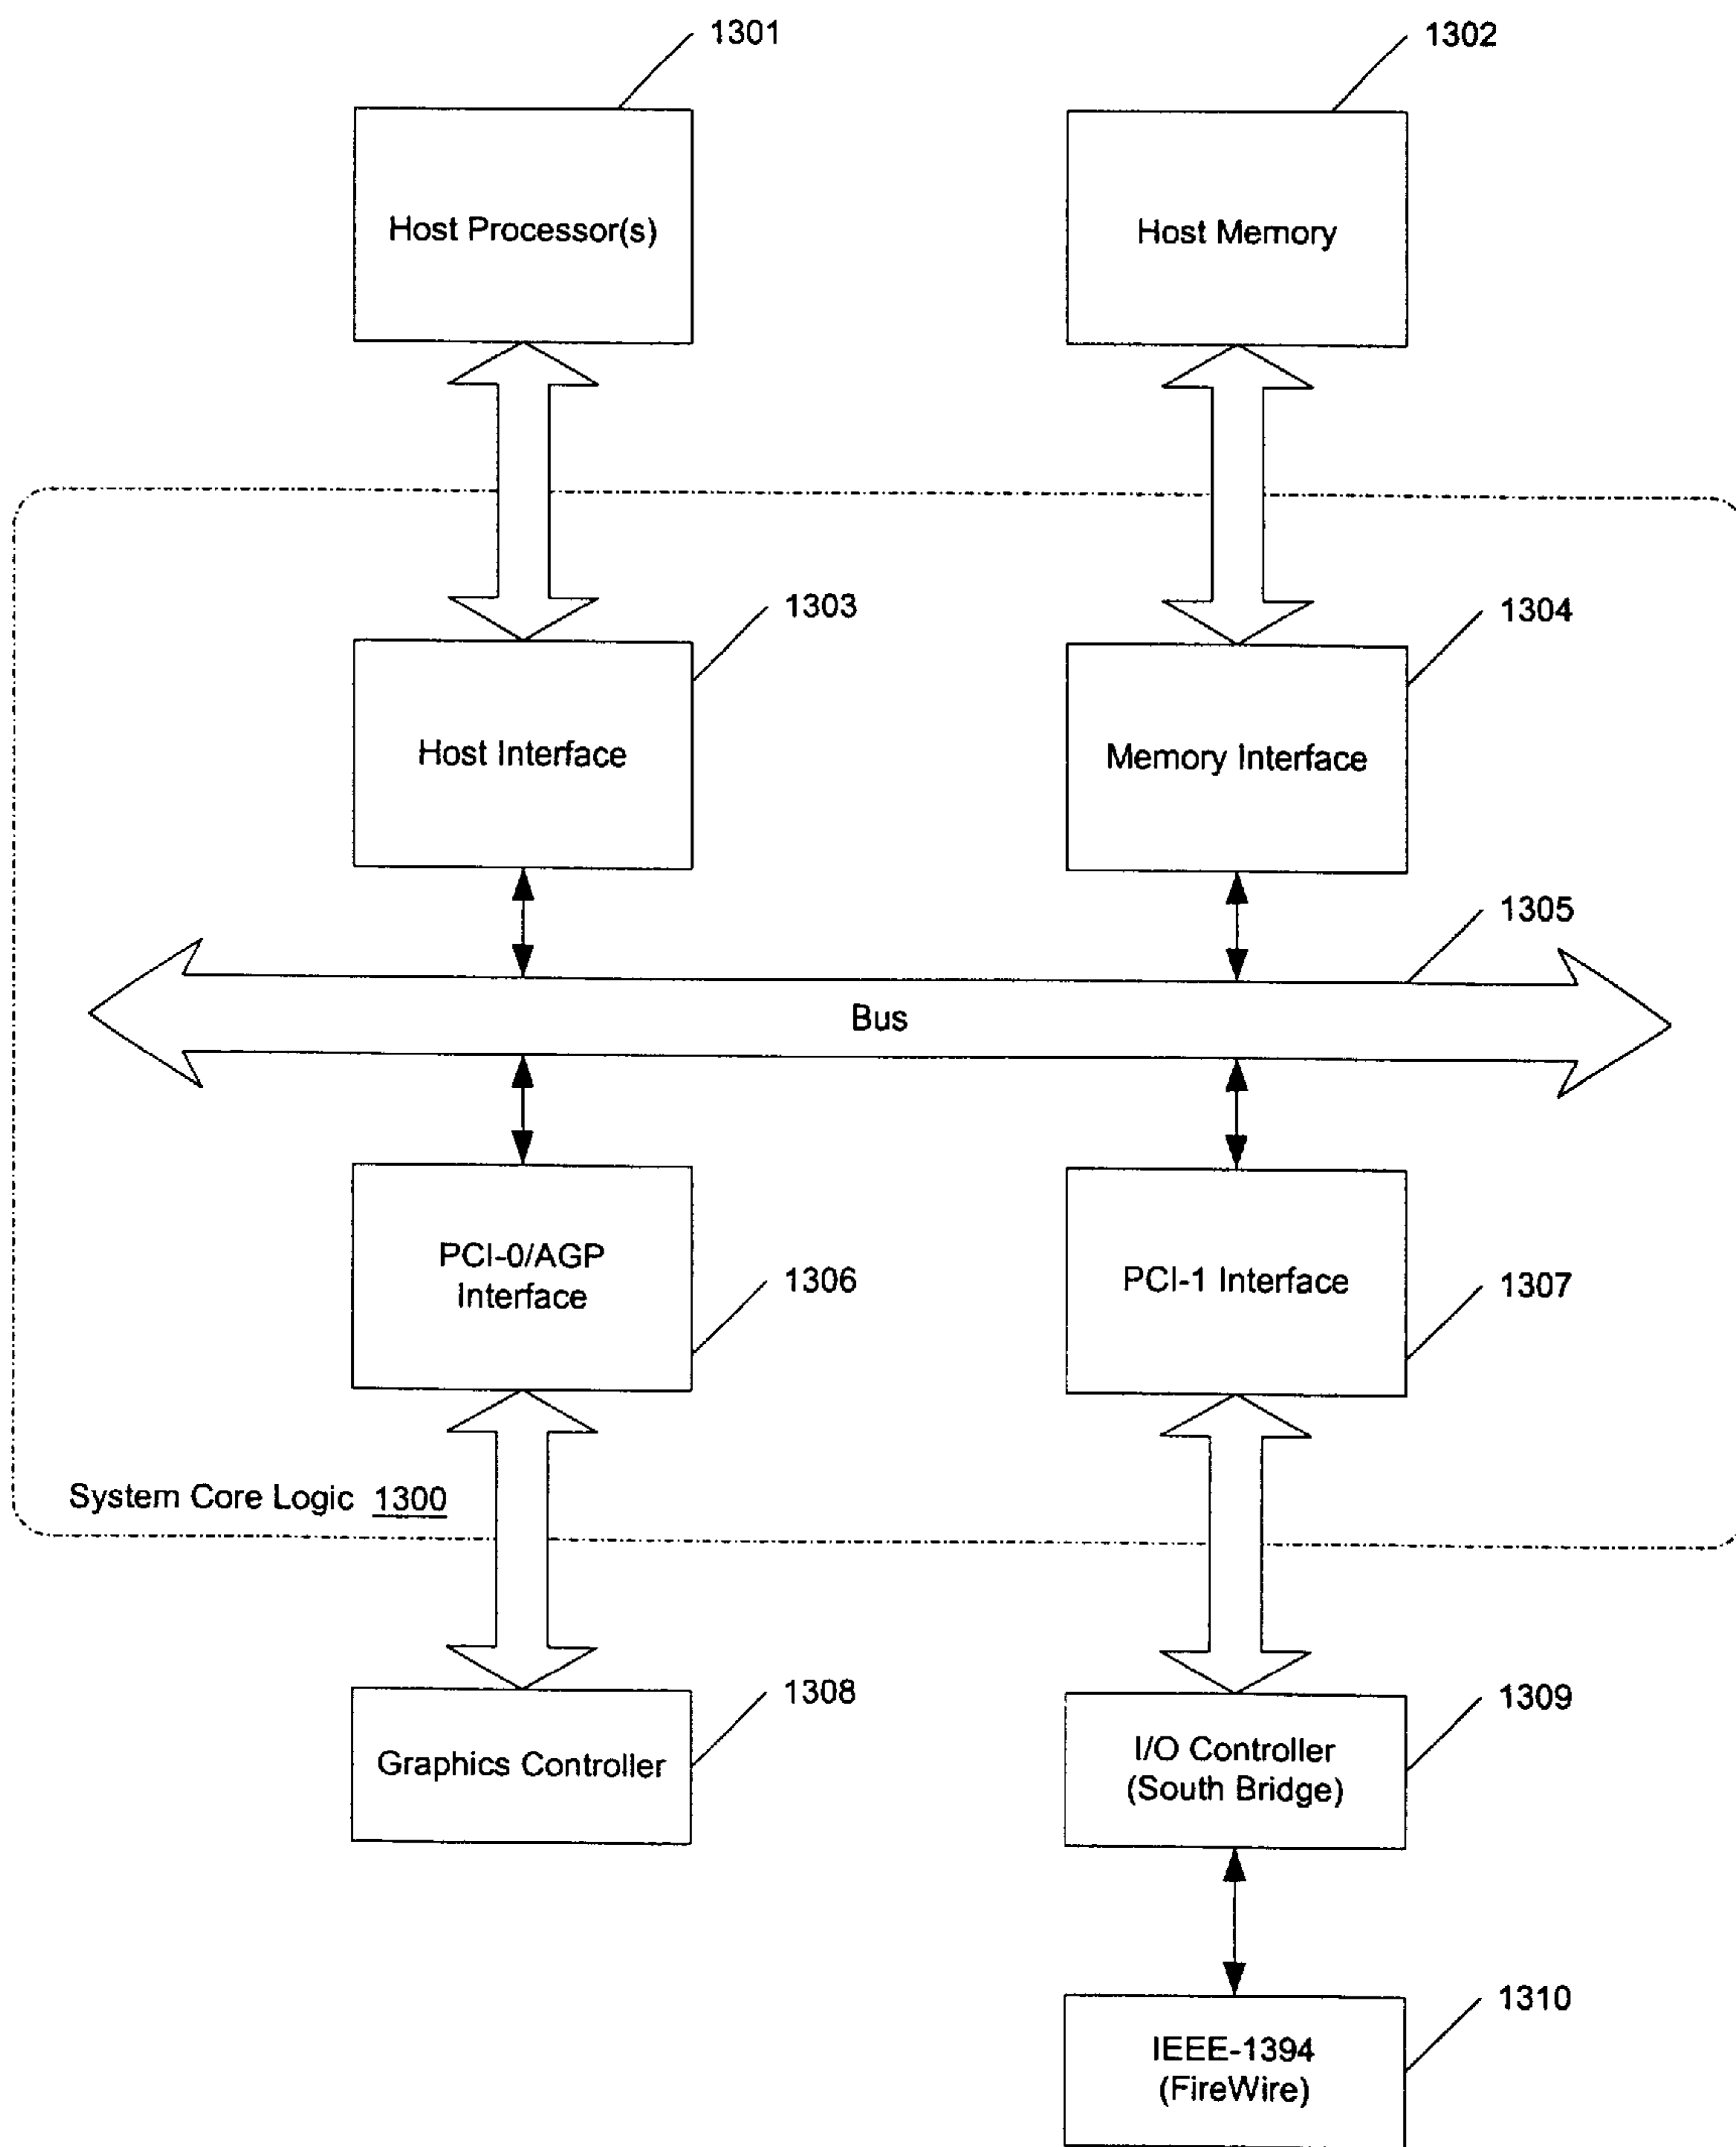 1301
1302
Host Processor(s)
Host Memory
1303
1304
Host Interface
Memory Interface
1305
Bus
PCI-0/AGP
Interface
1306
PCI-1 Interface
1307
System Core Logic 1300
1308
Graphics Controller
1309
I/O Controller
(South Bridge)
1310
IEEE-1394
(FireWire)